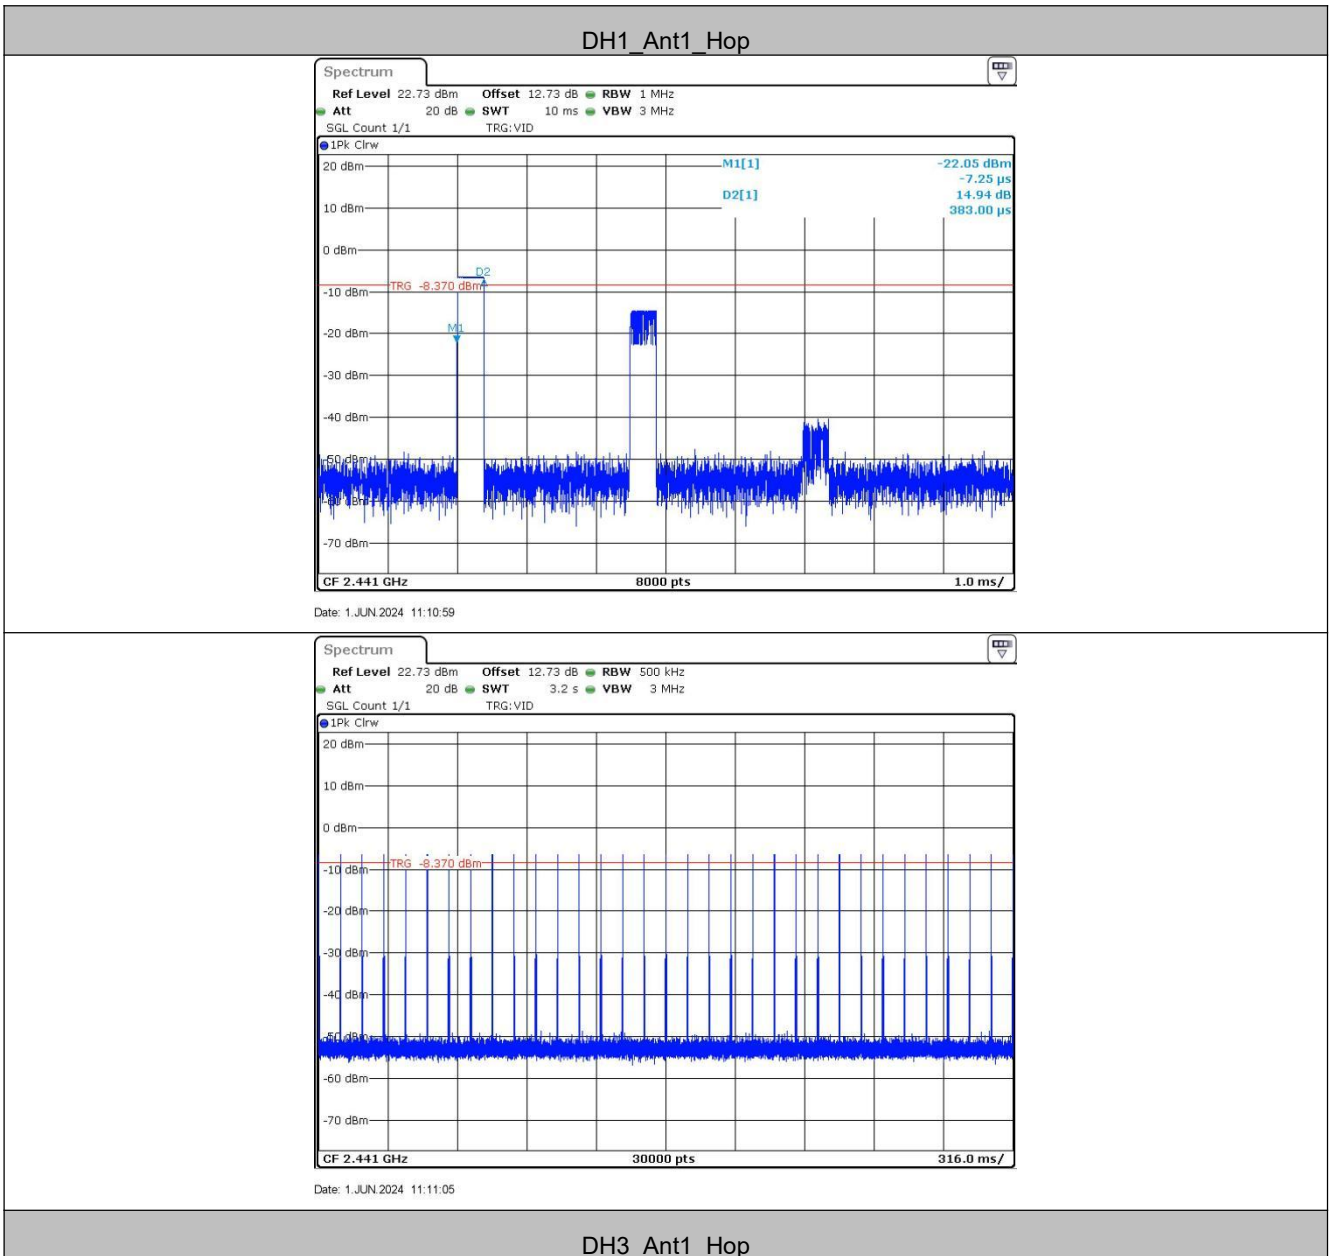 DH1_Ant1_Hop
Spectrum
Ref Level 22.73 dBm Offset 12.73 dB RBW 1 MHz
Att 20 dB SWT 10 ms VBW 3 MHz
SGL Count 1/1 TRG:VID
1Pk Clrw
M1[1] -22.05 dBm
-7.25 µs
D2[1] 14.94 dB
383.00 µs
20 dBm
10 dBm
0 dBm
D2
TRG -8.370 dBm
-10 dBm
M1
-20 dBm
-30 dBm
-40 dBm
-50 dBm
-60 dBm
-70 dBm
CF 2.441 GHz 8000 pts 1.0 ms/
Date: 1.JUN.2024 11:10:59
Spectrum
Ref Level 22.73 dBm Offset 12.73 dB RBW 500 kHz
Att 20 dB SWT 3.2 s VBW 3 MHz
SGL Count 1/1 TRG:VID
1Pk Clrw
20 dBm
10 dBm
0 dBm
TRG -8.370 dBm
-10 dBm
-20 dBm
-30 dBm
-40 dBm
-50 dBm
-60 dBm
-70 dBm
CF 2.441 GHz 30000 pts 316.0 ms/
Date: 1.JUN.2024 11:11:05
DH3_Ant1_Hop